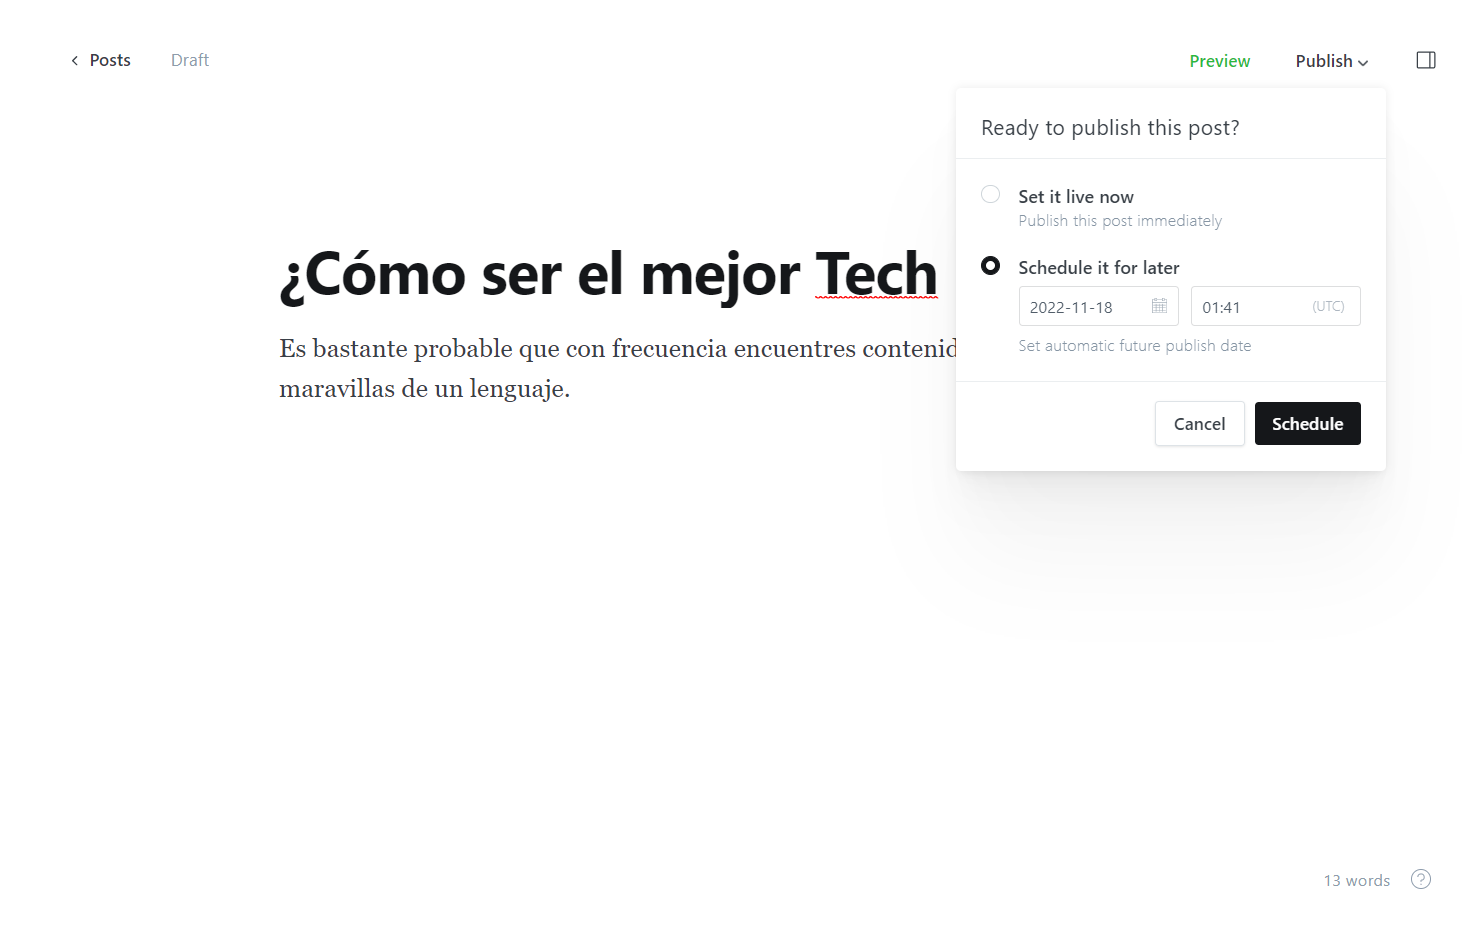 Posts
Draft
Preview
Publish
Ready to publish this post?
Set it live now
Publish this post immediately
Schedule it for later
2022-11-18
01:41
(UTC)
Set automatic future publish date
Cancel
Schedule
¿Cómo ser el mejor Tech
Es bastante probable que con frecuencia encuentres contenid
maravillas de un lenguaje.
13 words
?